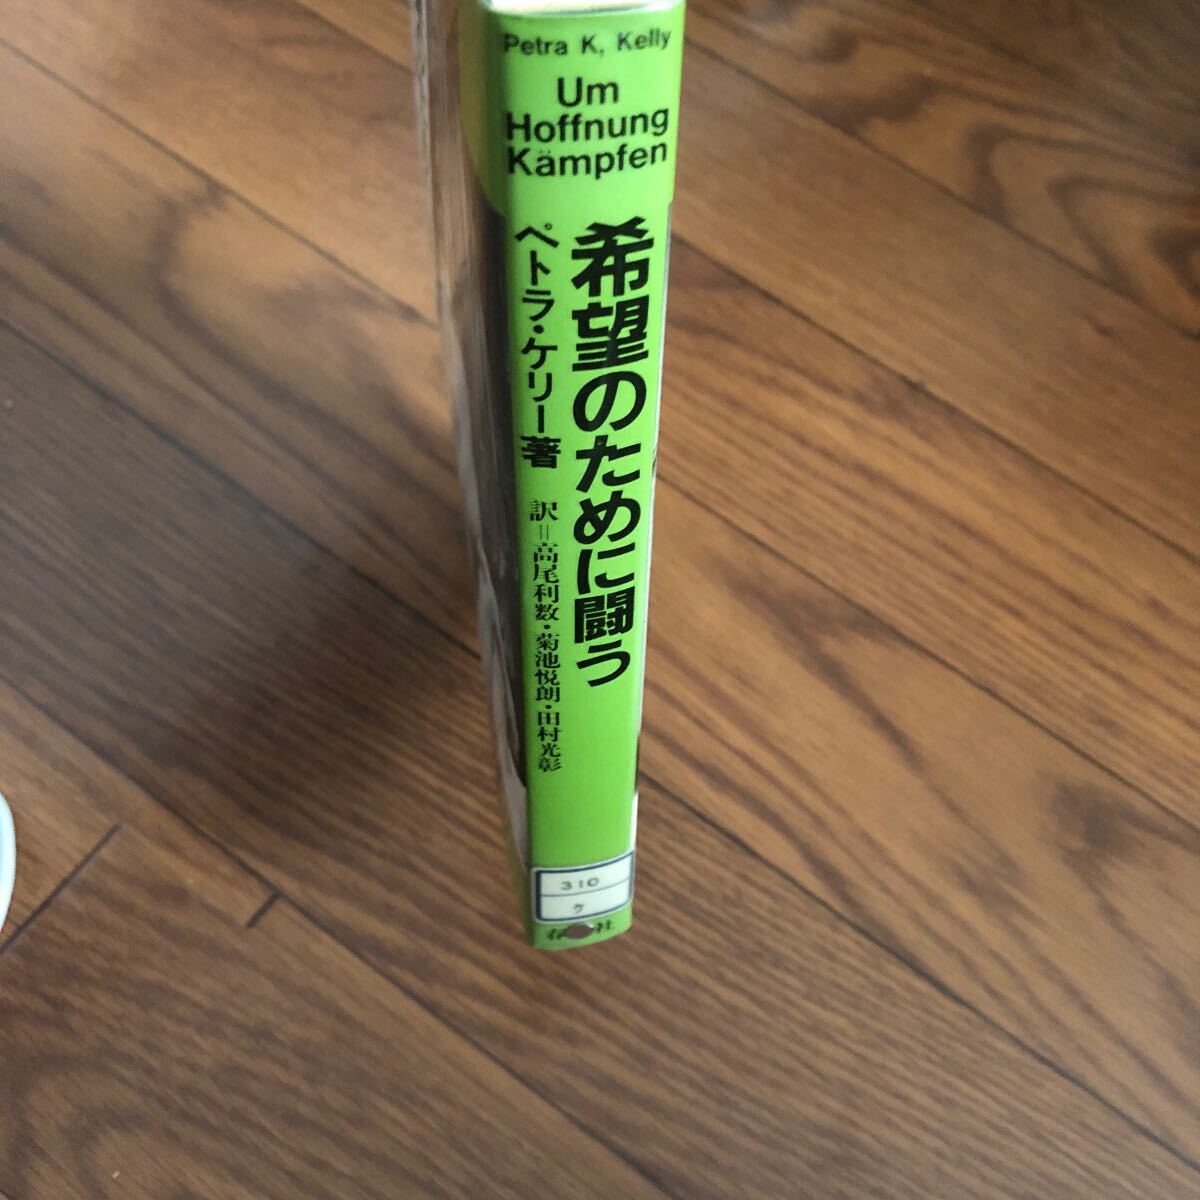 Petra K, Kelly
Um
Hoffnung
Kämpfen
希望のために闘う
ペトラ・ケリー著
訳=高尾利数・菊池悦朗・田村光彰
310
ケ
社